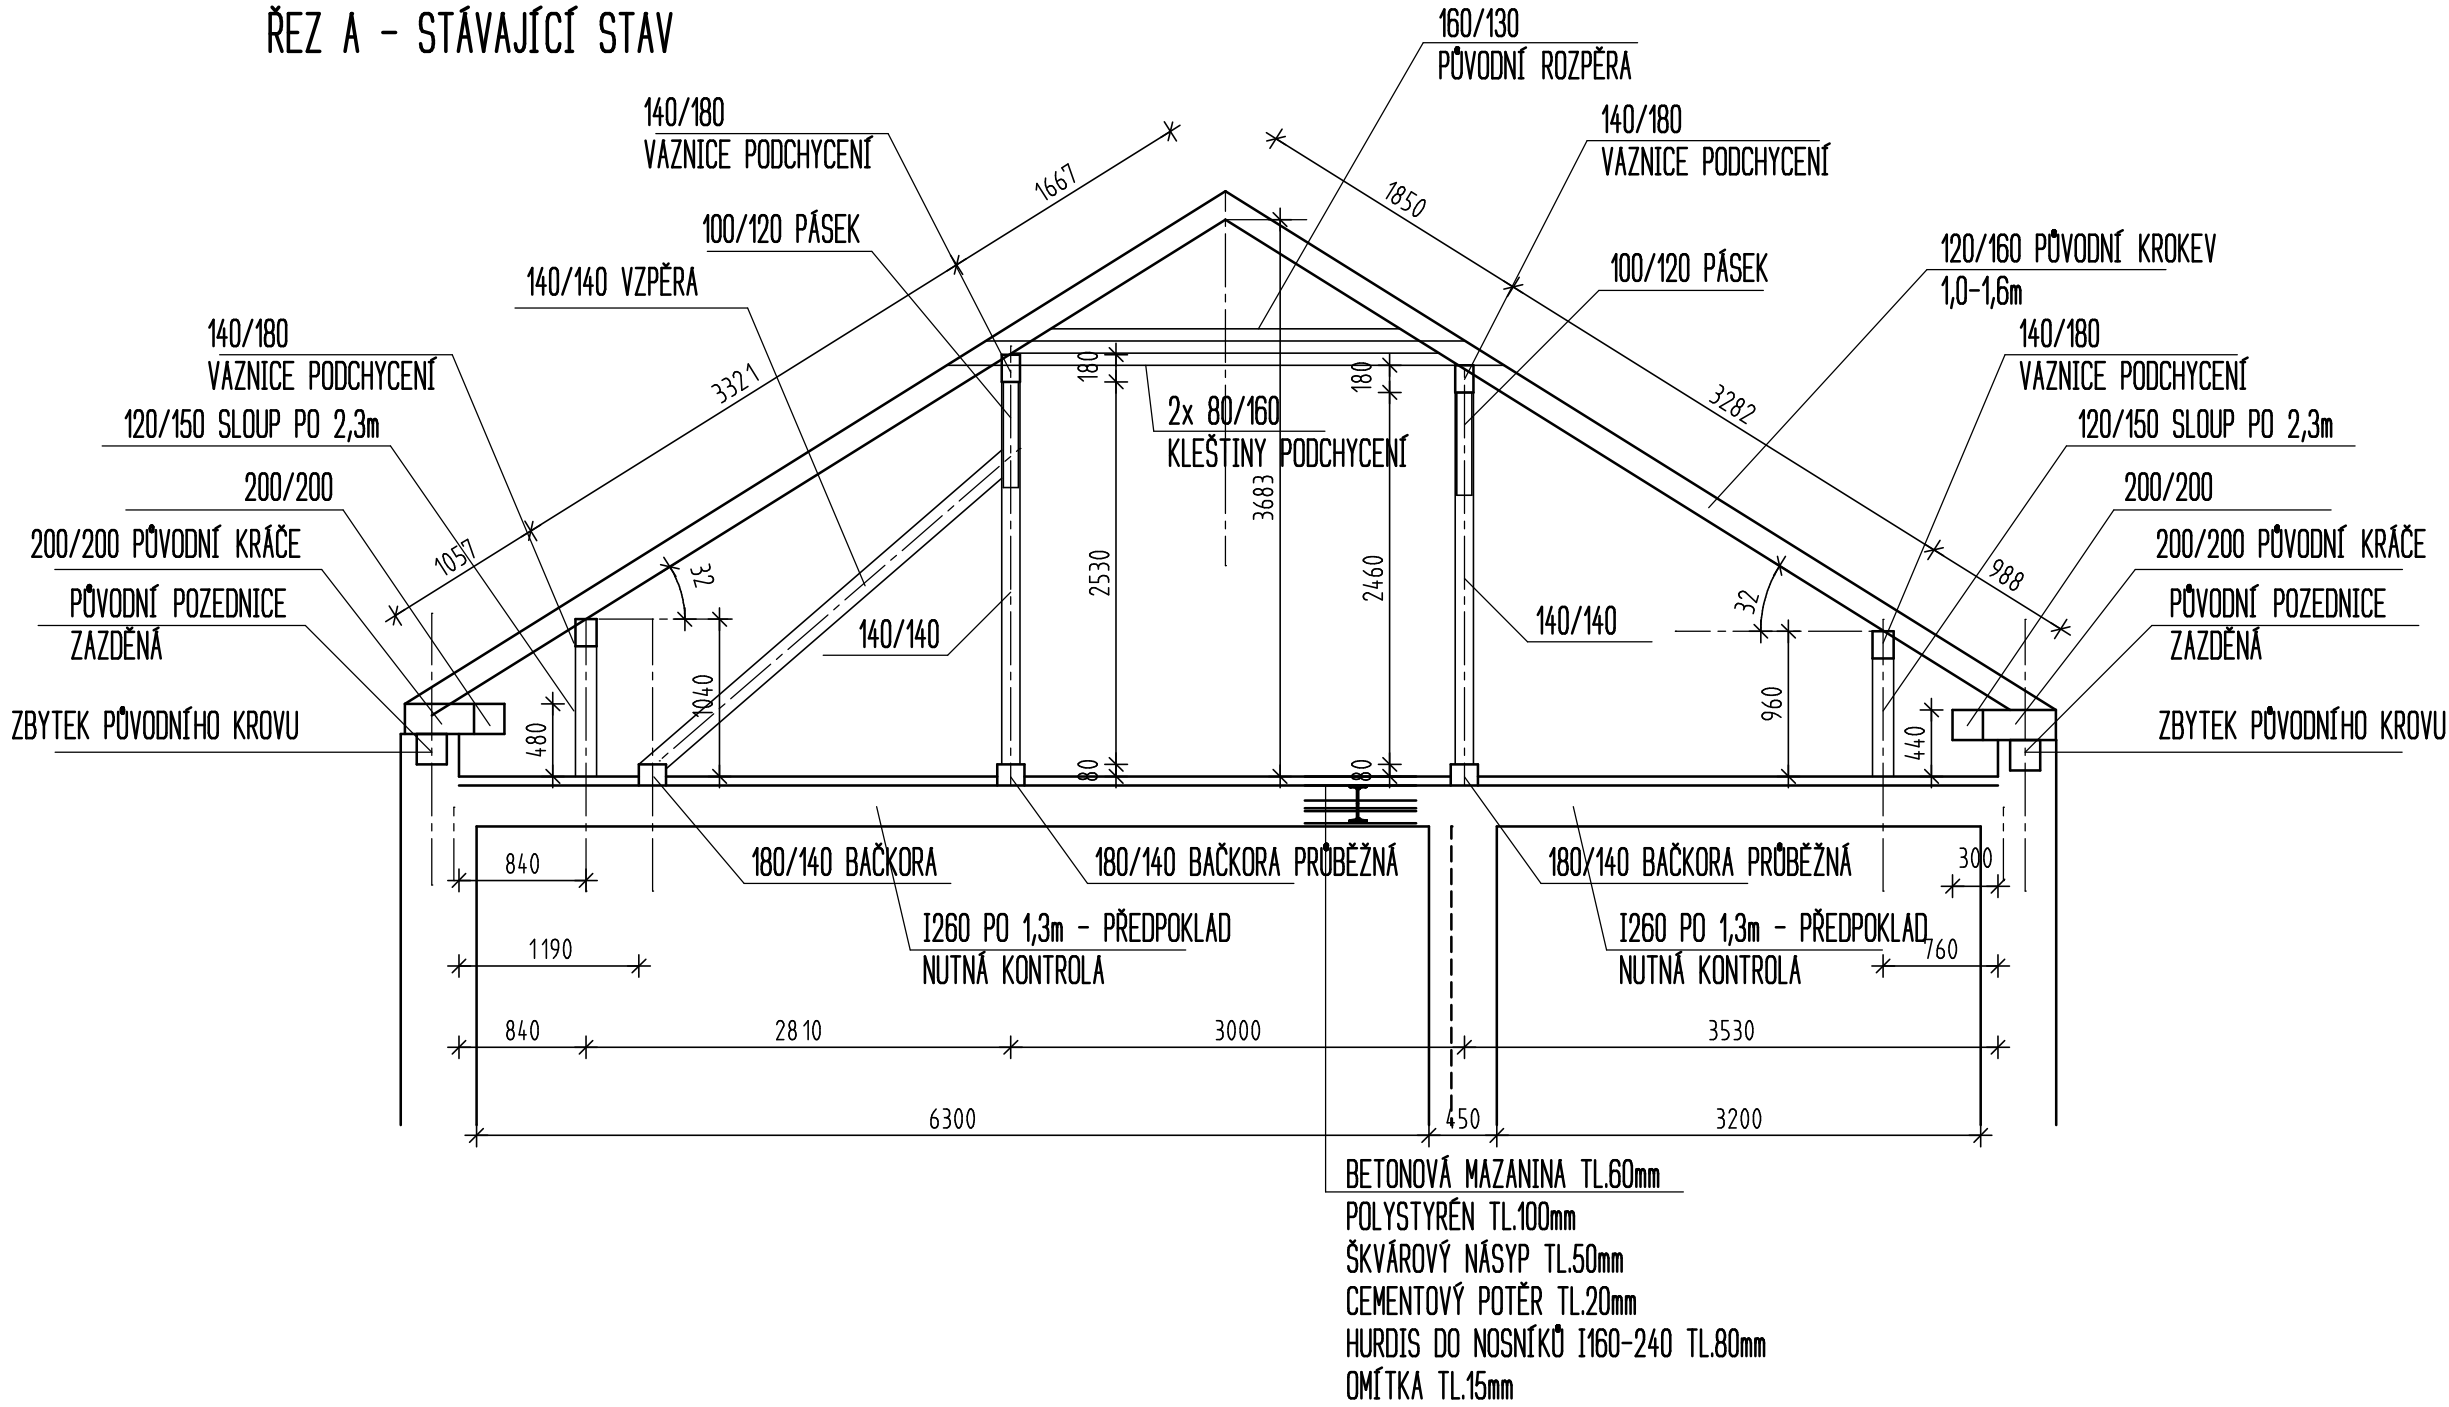 ŘEZ A - STÁVAJÍCÍ STAV
160/130
PŮVODNÍ ROZPĚRA
140/180
VAZNICE PODCHYCENÍ
140/180
VAZNICE PODCHYCENÍ
1667
1850
100/120 PÁSEK
100/120 PÁSEK
140/140 VZPĚRA
120/160 PŮVODNÍ KROKEV
1,0-1,6m
140/180
VAZNICE PODCHYCENÍ
140/180
VAZNICE PODCHYCENÍ
3321
3282
180
180
2x 80/160
KLEŠTINY PODCHYCENÍ
120/150 SLOUP PO 2,3m
120/150 SLOUP PO 2,3m
200/200
200/200
3683
200/200 PŮVODNÍ KRÁČE
200/200 PŮVODNÍ KRÁČE
1057
988
32
32
2530
2460
PŮVODNÍ POZEDNICE
ZAZDĚNÁ
PŮVODNÍ POZEDNICE
ZAZDĚNÁ
140/140
140/140
1040
960
480
440
ZBYTEK PŮVODNÍHO KROVU
ZBYTEK PŮVODNÍHO KROVU
80
80
840
180/140 BAČKORA
180/140 BAČKORA PRŮBĚŽNÁ
180/140 BAČKORA PRŮBĚŽNÁ
300
I260 PO 1,3m - PŘEDPOKLAD
NUTNÁ KONTROLA
I260 PO 1,3m - PŘEDPOKLAD
NUTNÁ KONTROLA
1190
760
840
2810
3000
3530
6300
450
3200
BETONOVÁ MAZANINA TL.60mm
POLYSTYRÉN TL.100mm
ŠKVÁROVÝ NÁSYP TL.50mm
CEMENTOVÝ POTĚR TL.20mm
HURDIS DO NOSNÍKŮ I160-240 TL.80mm
OMÍTKA TL.15mm